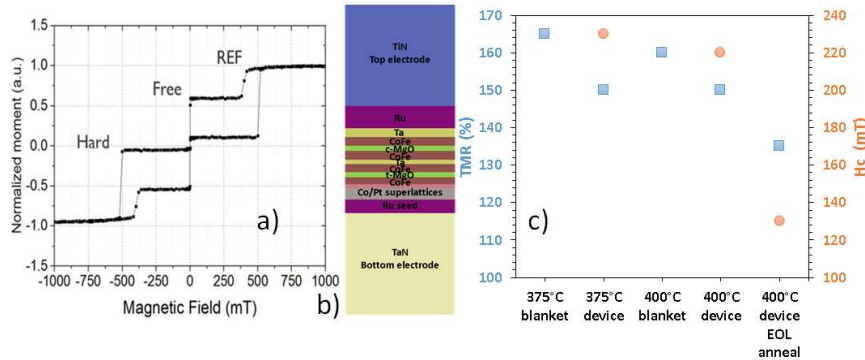 a)
Normalized moment (a.u.)
1.5
1.0
0.5
0.0
-0.5
-1.0
-1.5
REF
Free
Hard
-1000
-500
0
500
1000
Magnetic Field (mT)
b)
TiN
Top electrode
Ru
Ta
CoFe
c-MgO
CoFe
Ta
CoFe
t-MgO
CoFe
Co/Pt superlattices
Ru seed
TaN
Bottom electrode
c)
TMR (%)
170
160
150
140
130
120
110
100
Hc (mT)
240
220
200
180
160
140
120
100
375°C
blanket
375°C
device
400°C
blanket
400°C
device
400°C
device
EOL
anneal